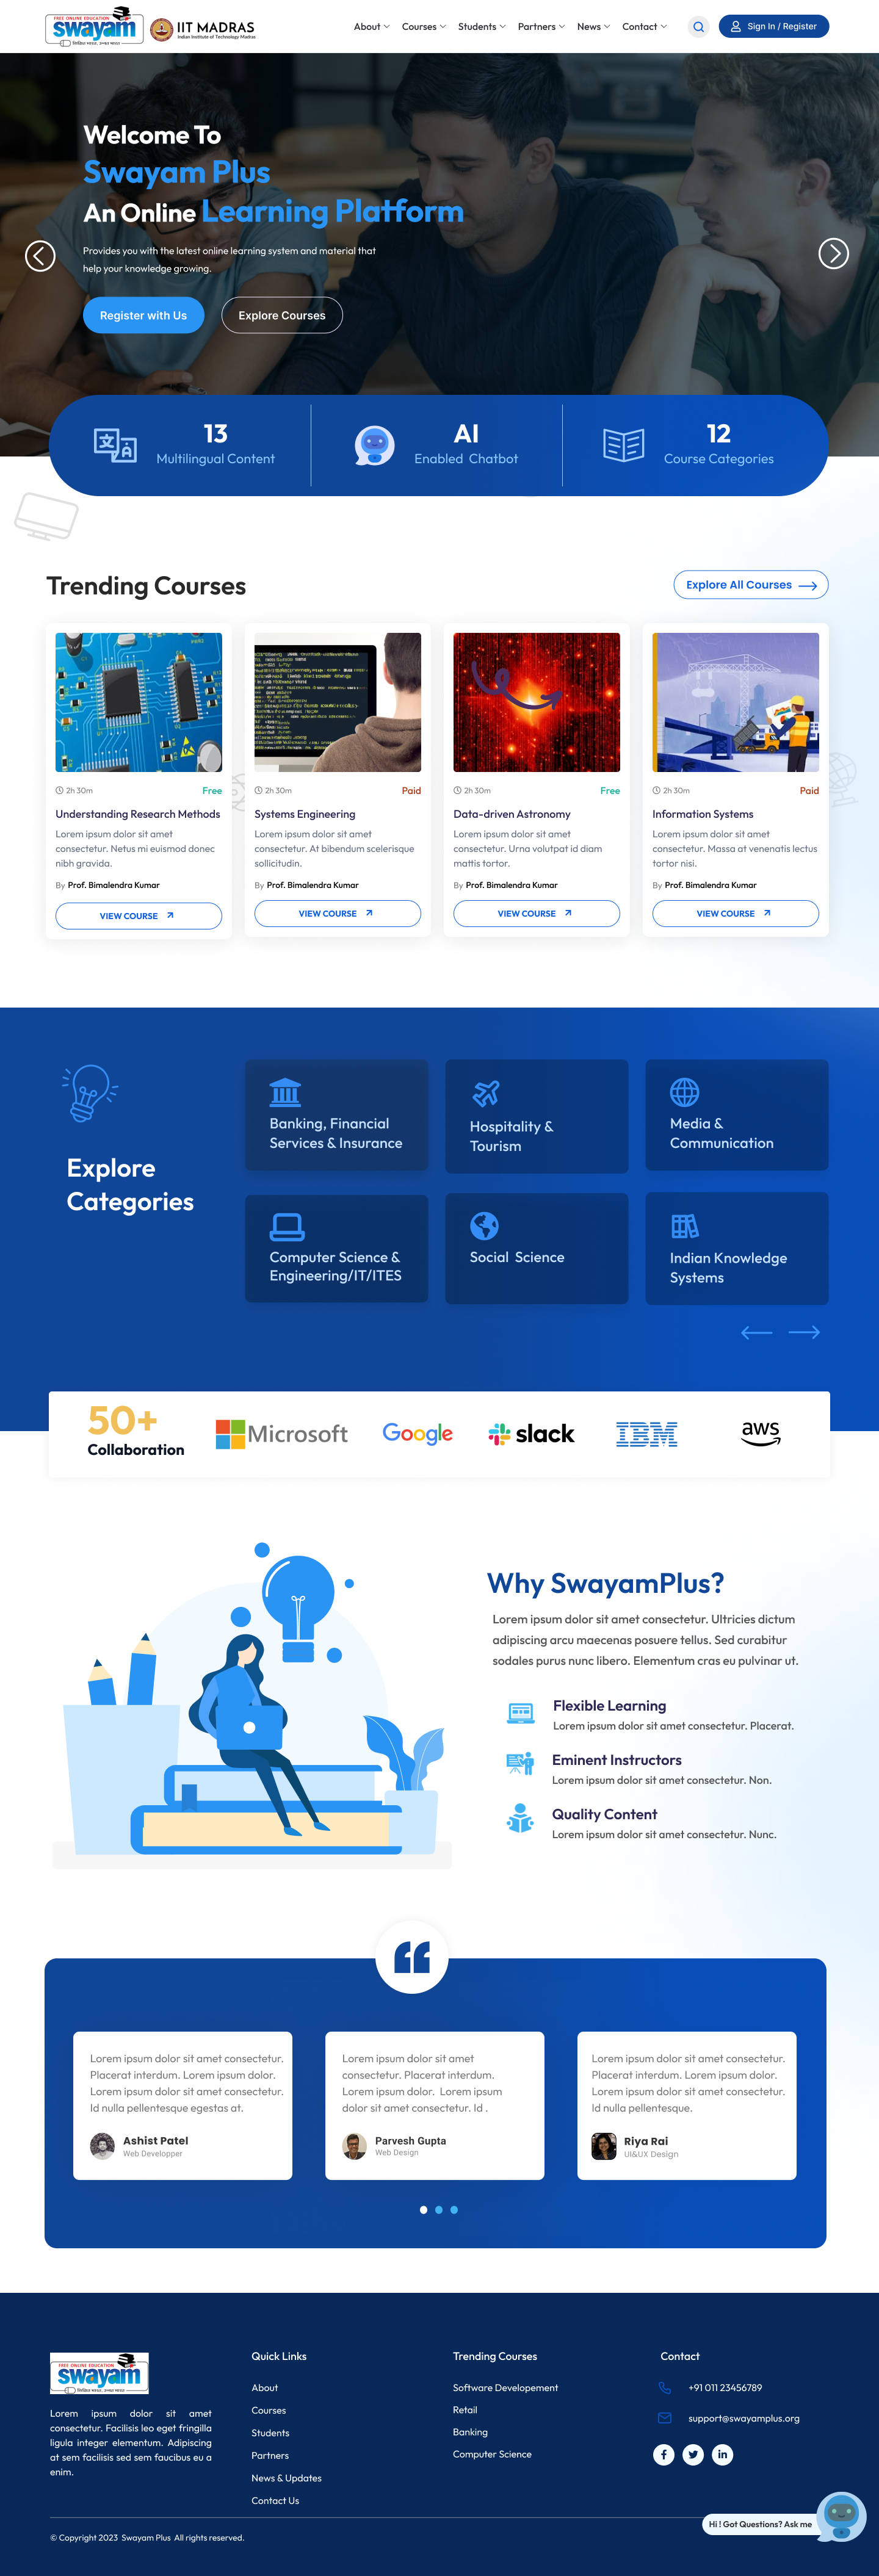 FREE ONLINE EDUCATION
swayam
शिक्षित भारत, उन्नत भारत
IIT MADRAS
Indian Institute of Technology Madras
About
Courses
Students
Partners
News
Contact
Sign In / Register
Welcome To
Swayam Plus
An Online Learning Platform
Provides you with the latest online learning system and material that
help your knowledge growing.
Register with Us
Explore Courses
13
Multilingual Content
AI
Enabled Chatbot
12
Course Categories
Trending Courses
Explore All Courses
2h 30m
Free
Understanding Research Methods
Lorem ipsum dolor sit amet
consectetur. Netus mi euismod donec
nibh gravida.
By Prof. Bimalendra Kumar
VIEW COURSE
2h 30m
Paid
Systems Engineering
Lorem ipsum dolor sit amet
consectetur. At bibendum scelerisque
sollicitudin.
By Prof. Bimalendra Kumar
VIEW COURSE
2h 30m
Free
Data-driven Astronomy
Lorem ipsum dolor sit amet
consectetur. Urna volutpat id diam
mattis tortor.
By Prof. Bimalendra Kumar
VIEW COURSE
2h 30m
Paid
Information Systems
Lorem ipsum dolor sit amet
consectetur. Massa at venenatis lectus
tortor nisi.
By Prof. Bimalendra Kumar
VIEW COURSE
Explore
Categories
Banking, Financial
Services & Insurance
Hospitality &
Tourism
Media &
Communication
Computer Science &
Engineering/IT/ITES
Social Science
Indian Knowledge
Systems
50+
Collaboration
Microsoft
Google
slack
IBM
aws
Why SwayamPlus?
Lorem ipsum dolor sit amet consectetur. Ultricies dictum
adipiscing arcu maecenas posuere tellus. Sed curabitur
sodales purus nunc libero. Elementum cras eu pulvinar ut.
Flexible Learning
Lorem ipsum dolor sit amet consectetur. Placerat.
Eminent Instructors
Lorem ipsum dolor sit amet consectetur. Non.
Quality Content
Lorem ipsum dolor sit amet consectetur. Nunc.
Lorem ipsum dolor sit amet consectetur.
Placerat interdum. Lorem ipsum dolor.
Lorem ipsum dolor sit amet consectetur.
Id nulla pellentesque egestas at.
Ashist Patel
Web Developper
Lorem ipsum dolor sit amet
consectetur. Placerat interdum.
Lorem ipsum dolor. Lorem ipsum
dolor sit amet consectetur. Id .
Parvesh Gupta
Web Design
Lorem ipsum dolor sit amet consectetur.
Placerat interdum. Lorem ipsum dolor.
Lorem ipsum dolor sit amet consectetur.
Id nulla pellentesque.
Riya Rai
UI&UX Design
FREE ONLINE EDUCATION
swayam
शिक्षित भारत, उन्नत भारत
Lorem ipsum dolor sit amet
consectetur. Facilisis leo eget fringilla
ligula integer elementum. Adipiscing
at sem facilisis sed sem faucibus eu a
enim.
Quick Links
About
Courses
Students
Partners
News & Updates
Contact Us
Trending Courses
Software Developement
Retail
Banking
Computer Science
Contact
+91 011 23456789
support@swayamplus.org
Hi ! Got Questions? Ask me
© Copyright 2023 Swayam Plus All rights reserved.